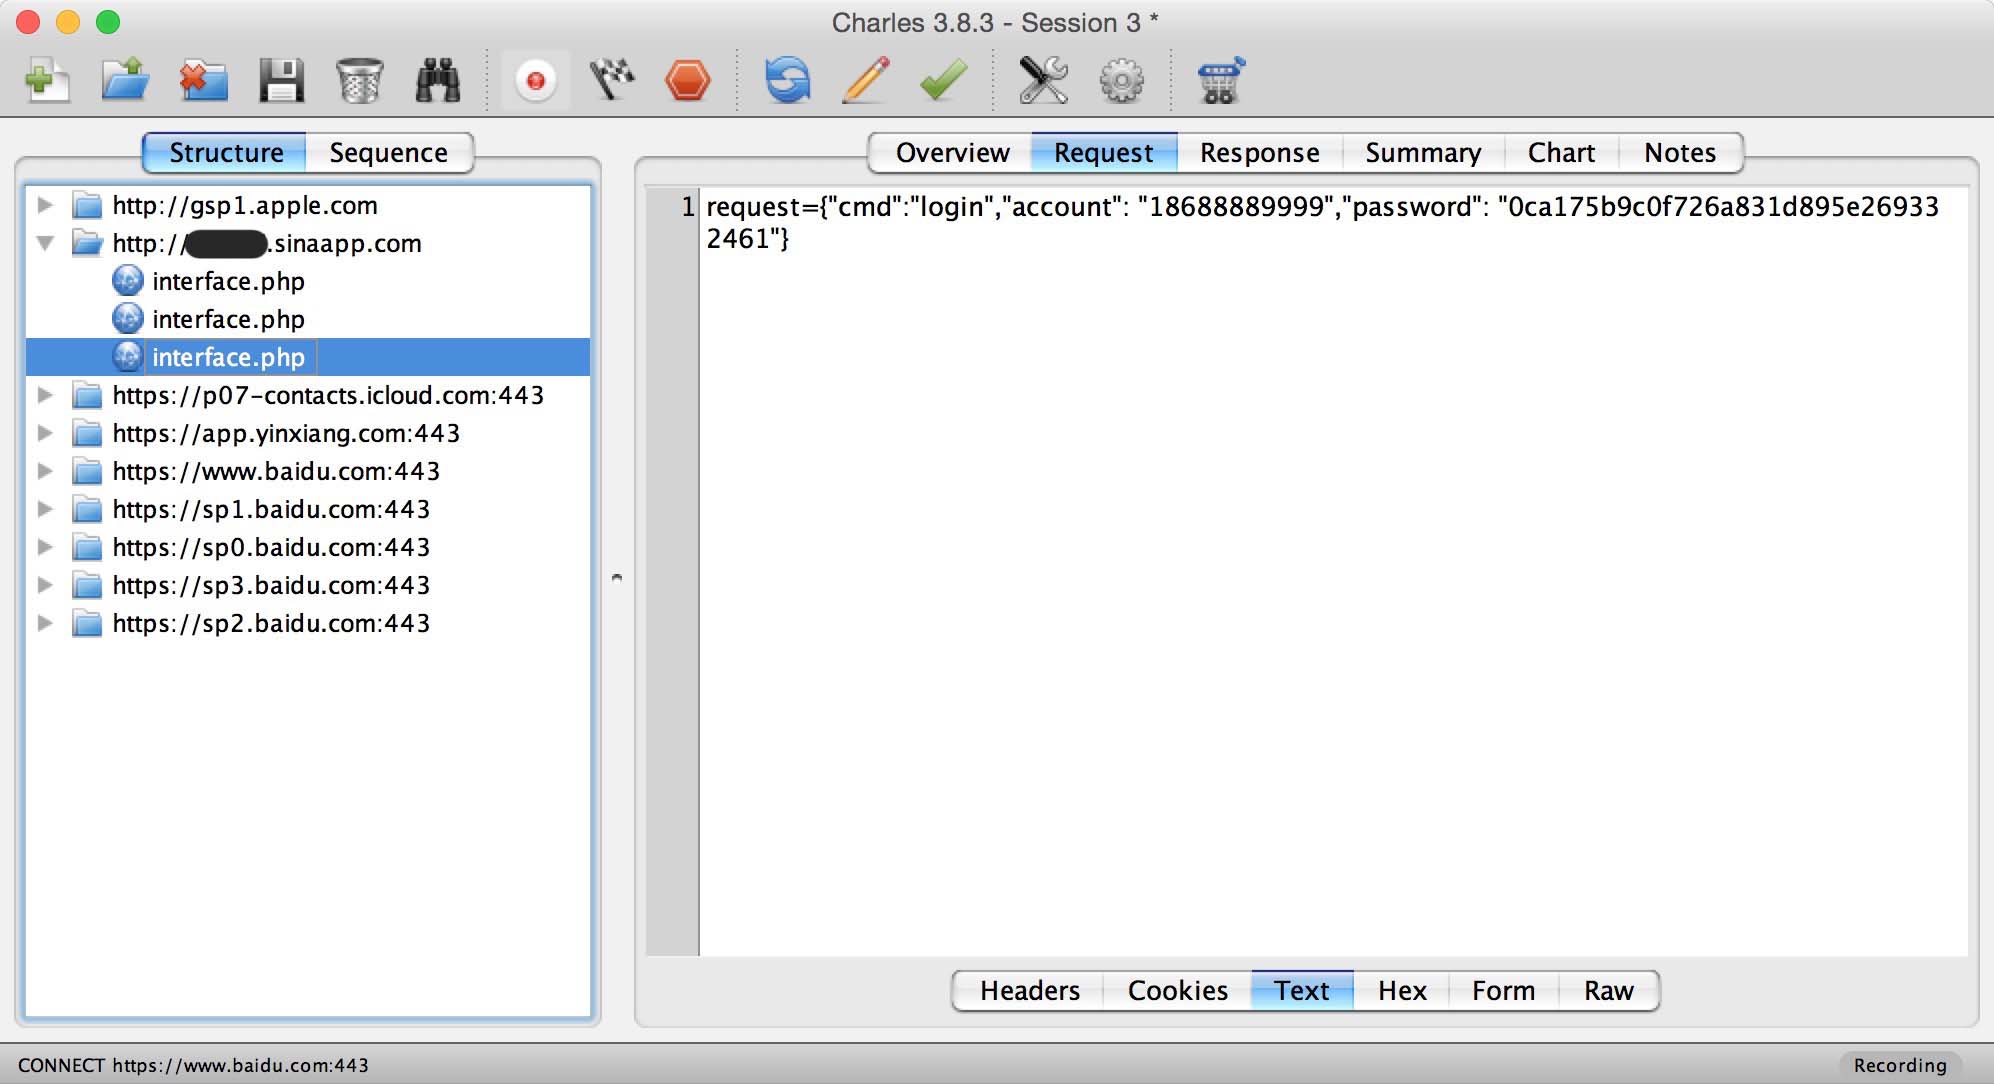 Charles 3.8.3 - Session 3 *
Structure
Sequence
http://gsp1.apple.com
http://.sinaapp.com
interface.php
interface.php
interface.php
https://p07-contacts.icloud.com:443
https://app.yinxiang.com:443
https://www.baidu.com:443
https://sp1.baidu.com:443
https://sp0.baidu.com:443
https://sp3.baidu.com:443
https://sp2.baidu.com:443
Overview
Request
Response
Summary
Chart
Notes
1 request={"cmd":"login","account": "18688889999","password": "0ca175b9c0f726a831d895e26933
2461"}
Headers
Cookies
Text
Hex
Form
Raw
CONNECT https://www.baidu.com:443
Recording